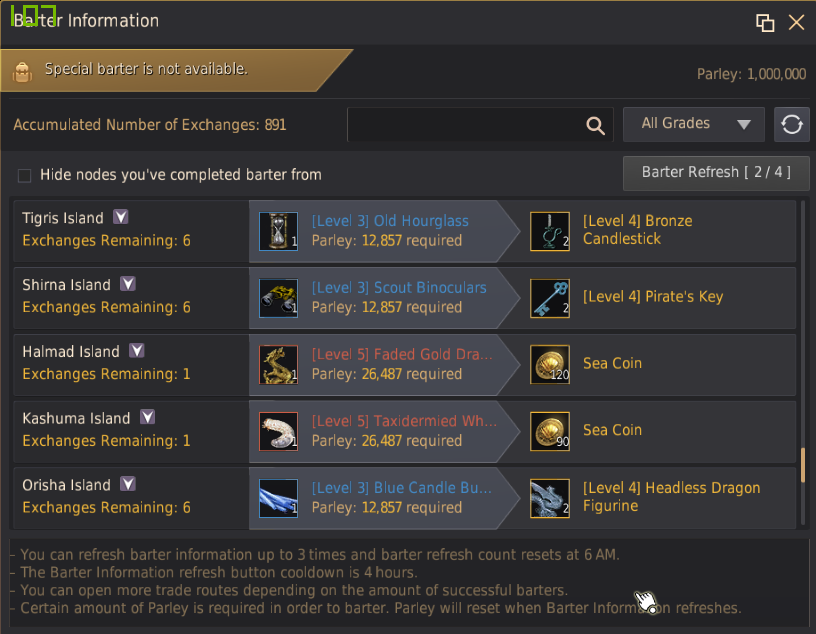 Barter Information
Special barter is not available.
Parley: 1,000,000
Accumulated Number of Exchanges: 891
All Grades
Hide nodes you've completed barter from
Barter Refresh [ 2 / 4 ]
Tigris Island
Exchanges Remaining: 6
1
[Level 3] Old Hourglass
Parley: 12,857 required
2
[Level 4] Bronze
Candlestick
Shirna Island
Exchanges Remaining: 6
1
[Level 3] Scout Binoculars
Parley: 12,857 required
2
[Level 4] Pirate's Key
Halmad Island
Exchanges Remaining: 1
1
[Level 5] Faded Gold Dra...
Parley: 26,487 required
120
Sea Coin
Kashuma Island
Exchanges Remaining: 1
1
[Level 5] Taxidermied Wh...
Parley: 26,487 required
90
Sea Coin
Orisha Island
Exchanges Remaining: 6
1
[Level 3] Blue Candle Bu...
Parley: 12,857 required
2
[Level 4] Headless Dragon
Figurine
- You can refresh barter information up to 3 times and barter refresh count resets at 6 AM.
- The Barter Information refresh button cooldown is 4 hours.
- You can open more trade routes depending on the amount of successful barters.
- Certain amount of Parley is required in order to barter. Parley will reset when Barter Information refreshes.